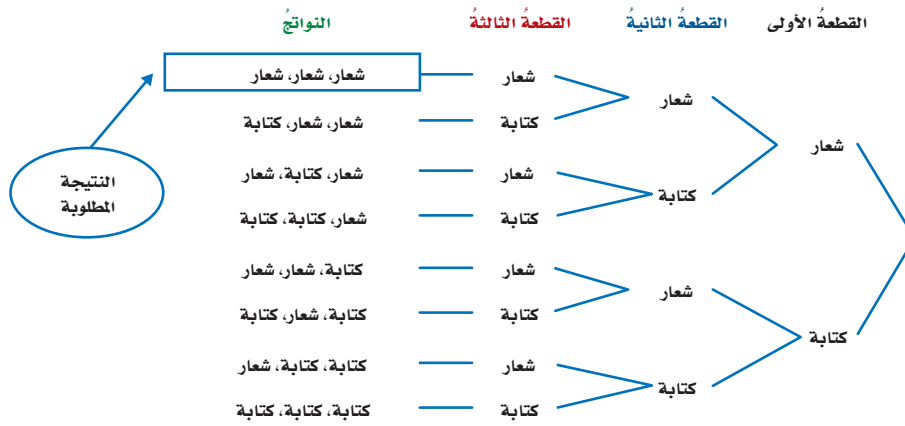 القطعةُ الأولى القطعةُ الثانيةُ القطعةُ الثالثةُ النواتجُ
شعار شعار، شعار، شعار
شعار
كتابة شعار، شعار، كتابة
شعار
شعار شعار، كتابة، شعار
كتابة
كتابة شعار، كتابة، كتابة
شعار كتابة، شعار، شعار
شعار
كتابة كتابة، شعار، كتابة
كتابة
شعار كتابة، كتابة، شعار
كتابة
كتابة كتابة، كتابة، كتابة
النتيجة
المطلوبة